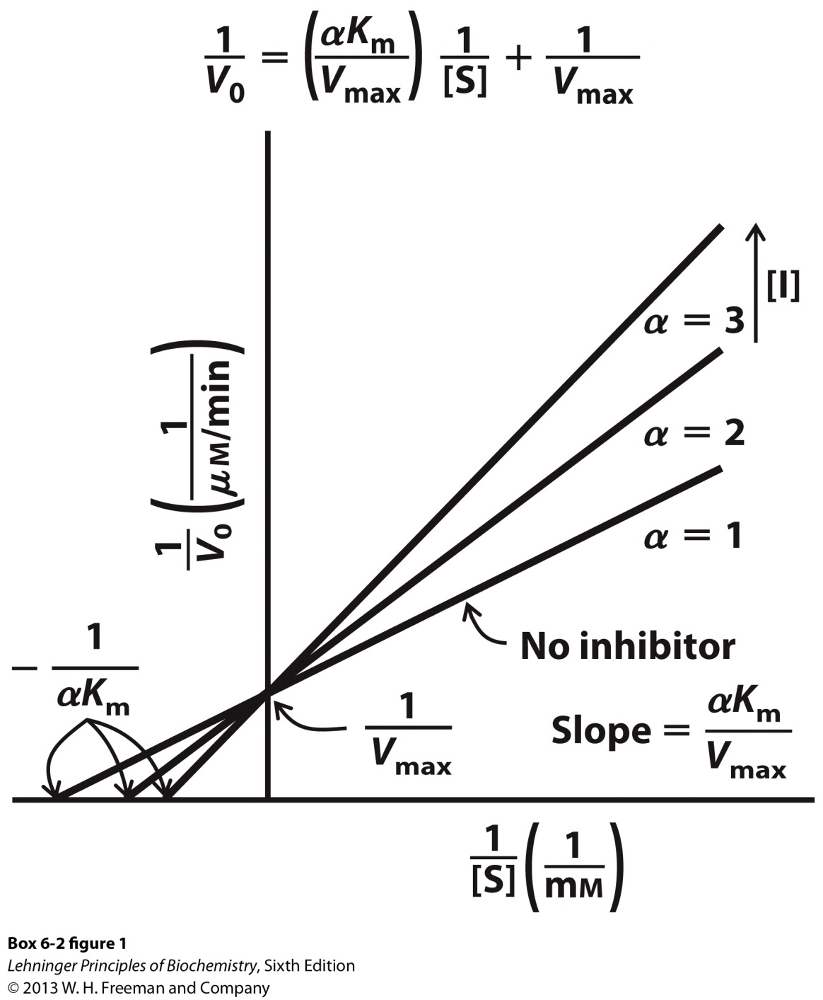 1/V₀ = (αKₘ/Vmax) 1/[S] + 1/Vmax
[I]
α = 3
α = 2
α = 1
1/V₀ (1/μM/min)
No inhibitor
− 1/αKₘ
1/Vmax
Slope = αKₘ/Vmax
1/[S] (1/mM)
Box 6-2 figure 1
Lehninger Principles of Biochemistry, Sixth Edition
© 2013 W. H. Freeman and Company